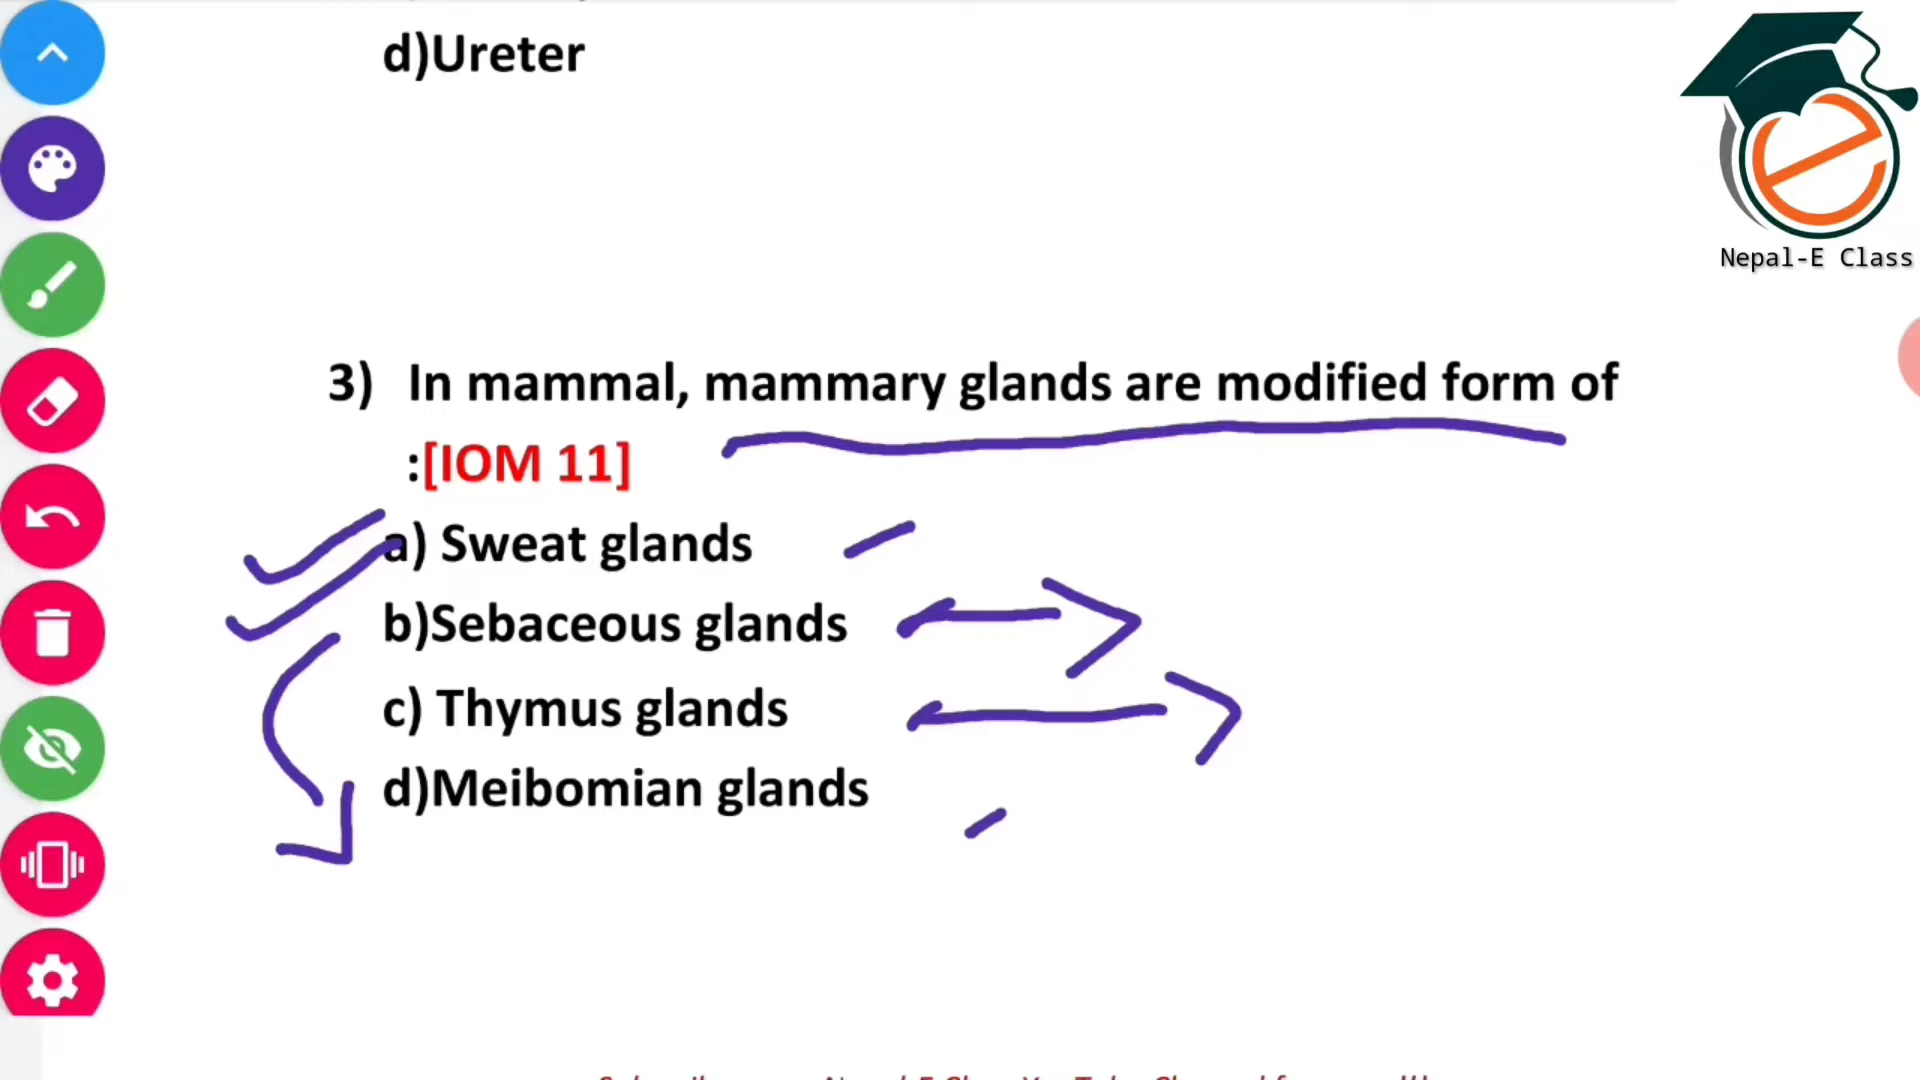 d)Ureter
Nepal-E Class
3) In mammal, mammary glands are modified form of
:[IOM 11]
a) Sweat glands
b)Sebaceous glands
c) Thymus glands
d)Meibomian glands